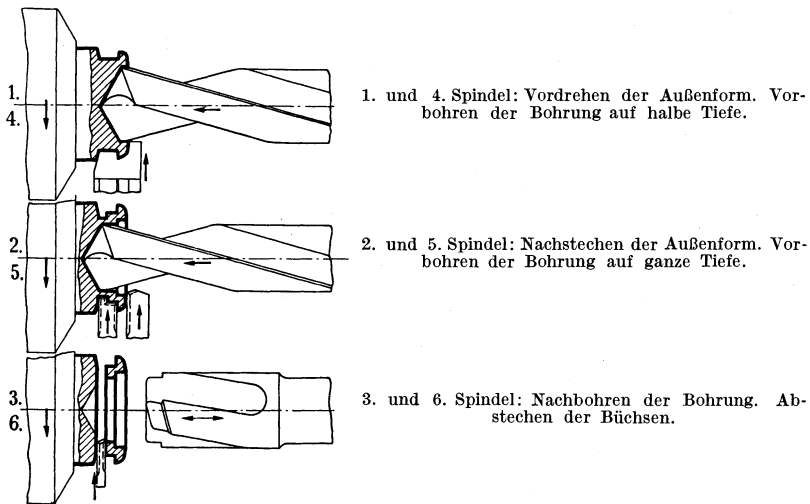 1.
4.
1. und 4. Spindel: Vordrehen der Außenform. Vor-
bohren der Bohrung auf halbe Tiefe.
2.
5.
2. und 5. Spindel: Nachstechen der Außenform. Vor-
bohren der Bohrung auf ganze Tiefe.
3.
6.
3. und 6. Spindel: Nachbohren der Bohrung. Ab-
stechen der Büchsen.